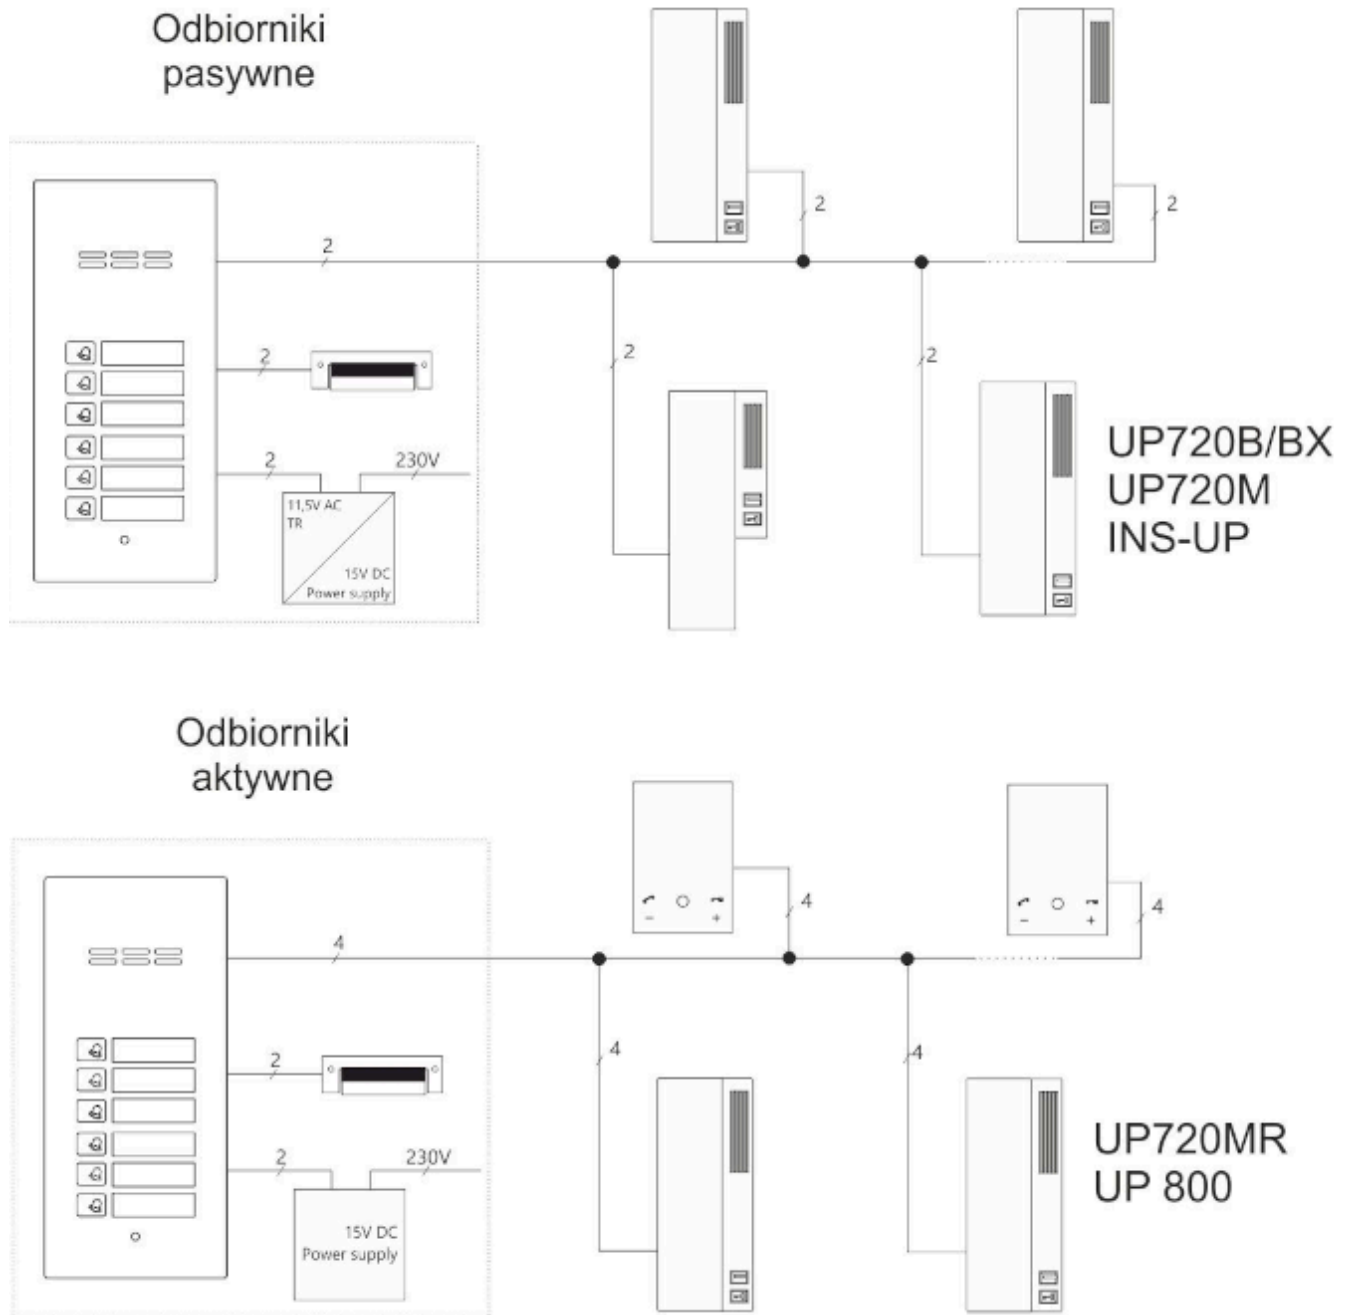 Odbiorniki
pasywne
2
2
2
2
2
2
2
230V
11,5V AC
TR
15V DC
Power supply
UP720B/BX
UP720M
INS-UP
Odbiorniki
aktywne
4
4
4
4
4
2
2
230V
15V DC
Power supply
- +
- +
UP720MR
UP 800